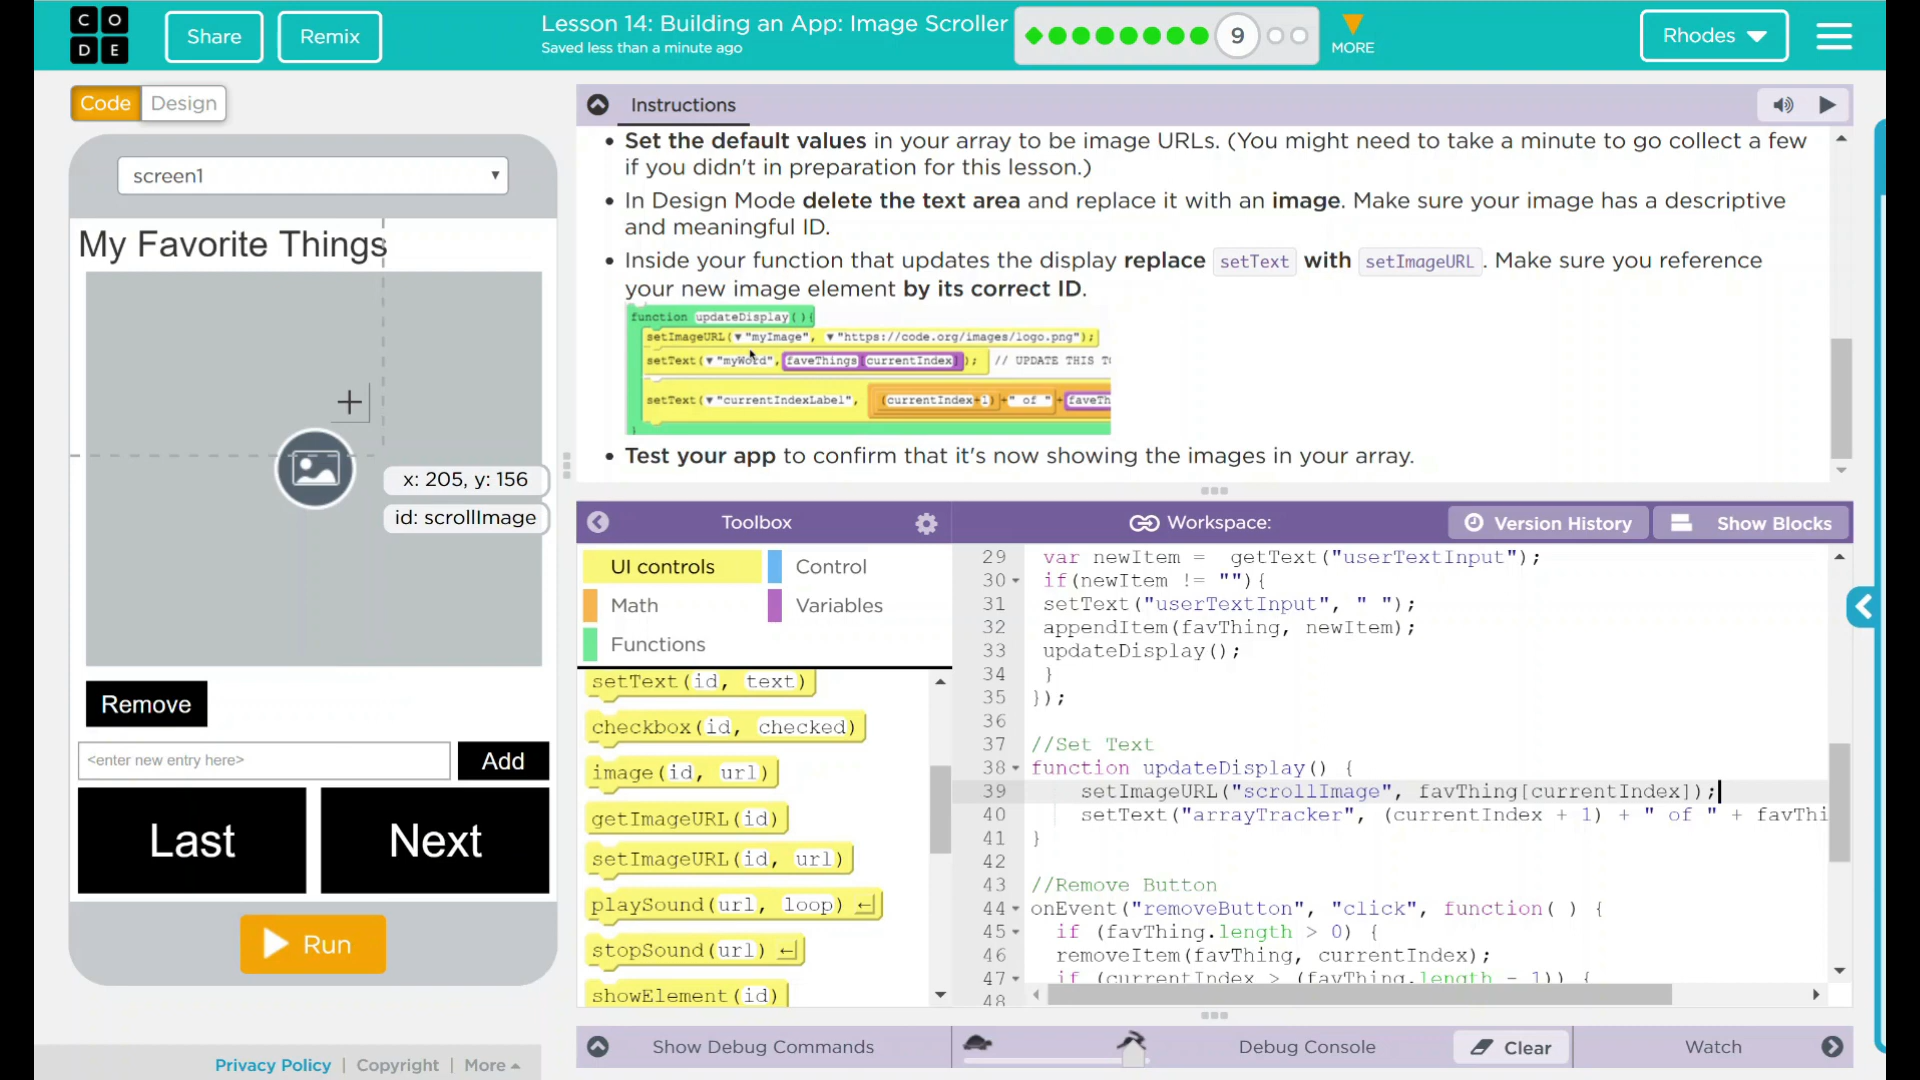 CODE
Share
Remix
Lesson 14: Building an App: Image Scroller
Saved less than a minute ago
9
MORE
Rhodes
Code
Design
Instructions
screen1
My Favorite Things
x: 205, y: 156
id: scrollImage
Remove
<enter new entry here>
Add
Last
Next
Run
Set the default values in your array to be image URLs. (You might need to take a minute to go collect a few
if you didn't in preparation for this lesson.)
In Design Mode delete the text area and replace it with an image. Make sure your image has a descriptive
and meaningful ID.
Inside your function that updates the display replace setText with setImageURL. Make sure you reference
your new image element by its correct ID.
function updateDisplay(){
setImageURL("myImage", "https://code.org/images/logo.png");
setText("myWord", faveThings[currentIndex]); // UPDATE THIS TO
setText("currentIndexLabel", (currentIndex+1)+" of "+faveTh
}
Test your app to confirm that it's now showing the images in your array.
Toolbox
Workspace:
Version History
Show Blocks
UI controls
Control
Math
Variables
Functions
setText(id, text)
checkbox(id, checked)
image(id, url)
getImageURL(id)
setImageURL(id, url)
playSound(url, loop)
stopSound(url)
showElement(id)
29 var newItem =  getText("userTextInput");
30 if(newItem != ""){
31 setText("userTextInput", " ");
32 appendItem(favThing, newItem);
33 updateDisplay();
34 }
35 });
36
37 //Set Text
38 function updateDisplay() {
39 setImageURL("scrollImage", favThing[currentIndex]);
40 setText("arrayTracker", (currentIndex + 1) + " of " + favThi
41 }
42
43 //Remove Button
44 onEvent("removeButton", "click", function( ) {
45 if (favThing.length > 0) {
46 removeItem(favThing, currentIndex);
47 if (currentIndex > (favThing.length - 1)) {
48
Show Debug Commands
Debug Console
Clear
Watch
Privacy Policy | Copyright | More